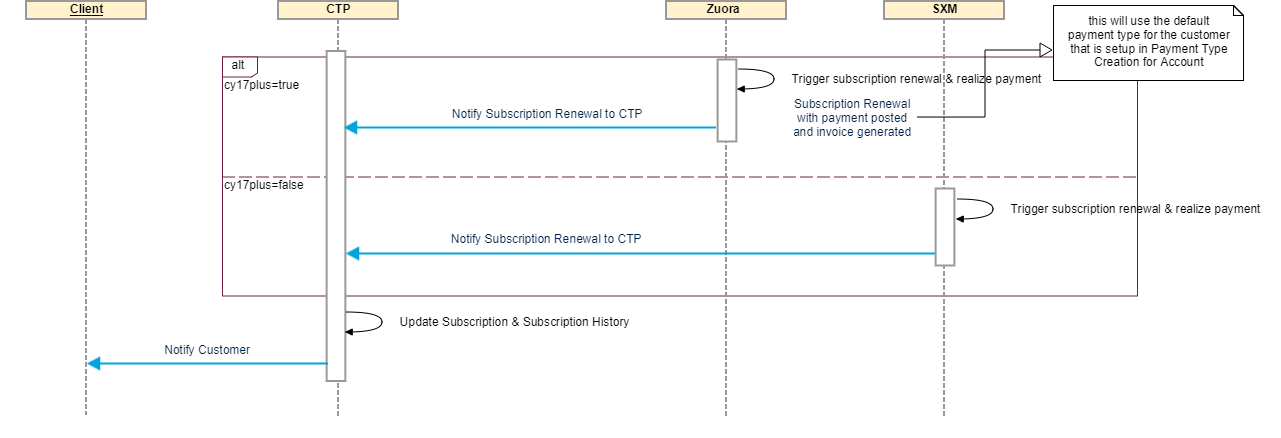 Client
CTP
Zuora
SXM
this will use the default
payment type for the customer
that is setup in Payment Type
Creation for Account
alt
cy17plus=true
Trigger subscription renewal & realize payment
Notify Subscription Renewal to CTP
Subscription Renewal
with payment posted
and invoice generated
cy17plus=false
Trigger subscription renewal & realize payment
Notify Subscription Renewal to CTP
Update Subscription & Subscription History
Notify Customer